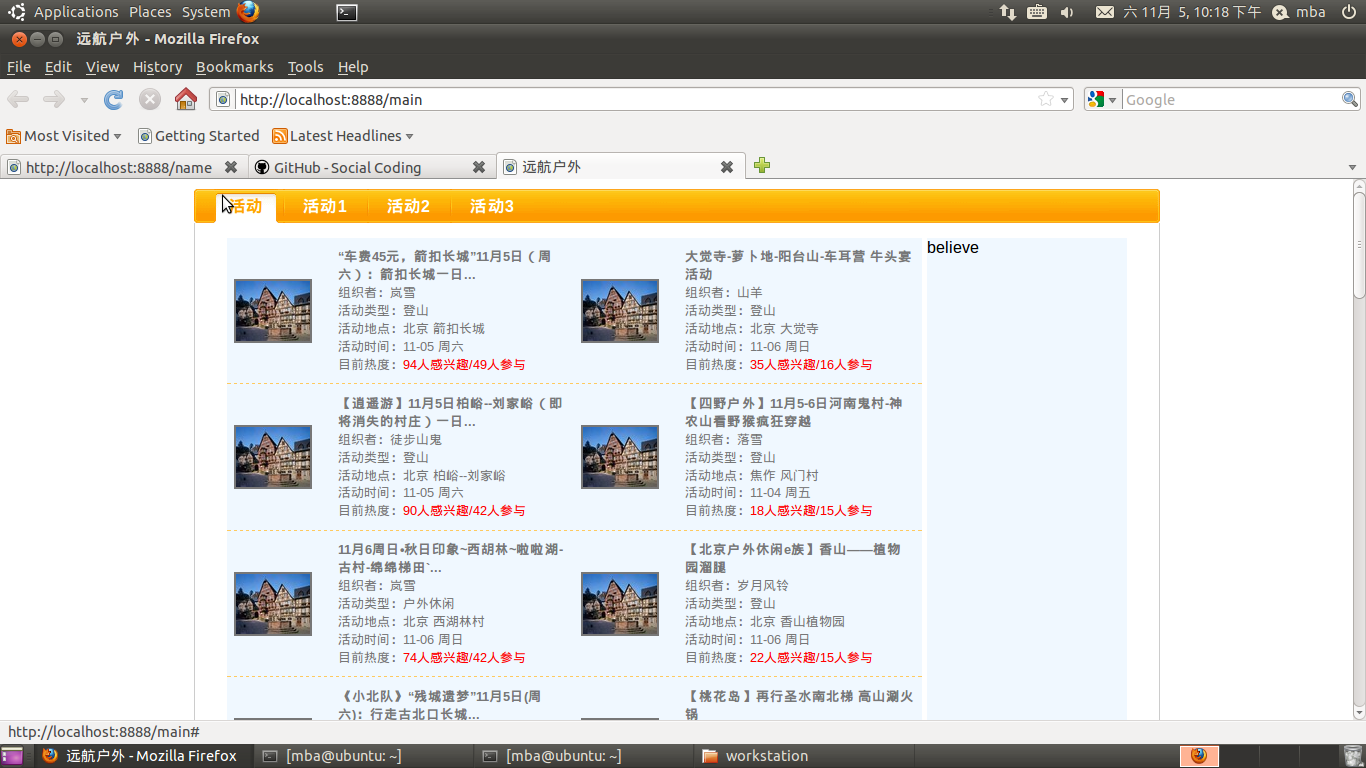 Applications Places System 六 11月 5, 10:18 下午 mba
远航户外 - Mozilla Firefox
File Edit View History Bookmarks Tools Help
http://localhost:8888/main Google
Most Visited Getting Started Latest Headlines
http://localhost:8888/name GitHub - Social Coding 远航户外
活动 活动1 活动2 活动3
“车费45元，箭扣长城”11月5日（周
六）：箭扣长城一日...
组织者：岚雪
活动类型：登山
活动地点：北京 箭扣长城
活动时间：11-05 周六
目前热度：94人感兴趣/49人参与
大觉寺-萝卜地-阳台山-车耳营 牛头宴
活动
组织者：山羊
活动类型：登山
活动地点：北京 大觉寺
活动时间：11-06 周日
目前热度：35人感兴趣/16人参与
believe
【逍遥游】11月5日柏峪--刘家峪（即
将消失的村庄）一日...
组织者：徒步山鬼
活动类型：登山
活动地点：北京 柏峪--刘家峪
活动时间：11-05 周六
目前热度：90人感兴趣/42人参与
【四野户外】11月5-6日河南鬼村-神
农山看野猴疯狂穿越
组织者：落雪
活动类型：登山
活动地点：焦作 风门村
活动时间：11-04 周五
目前热度：18人感兴趣/15人参与
11月6周日•秋日印象~西胡林~啦啦湖-
古村-绵绵梯田`...
组织者：岚雪
活动类型：户外休闲
活动地点：北京 西湖林村
活动时间：11-06 周日
目前热度：74人感兴趣/42人参与
【北京户外休闲e族】香山——植物
园溜腿
组织者：岁月风铃
活动类型：登山
活动地点：北京 香山植物园
活动时间：11-06 周日
目前热度：22人感兴趣/15人参与
《小北队》“残城遗梦”11月5日(周
六)：行走古北口长城...
【桃花岛】再行圣水南北梯 高山涮火
锅
http://localhost:8888/main#
远航户外 - Mozilla Firefox [mba@ubuntu: ~] [mba@ubuntu: ~] workstation